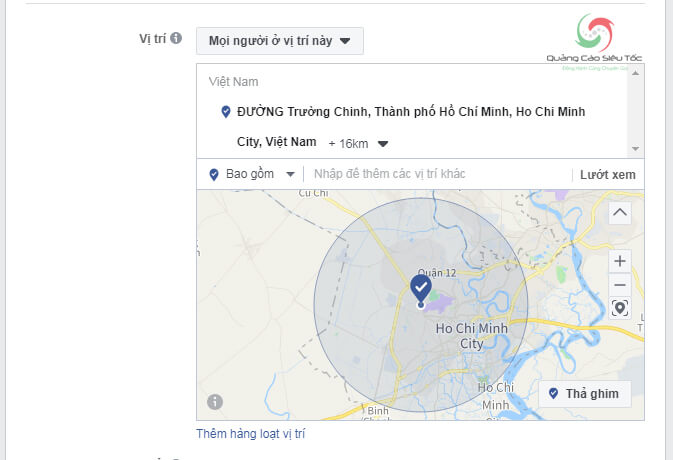 Vị trí
Mọi người ở vị trí này
Quảng Cáo Siêu Tốc
Việt Nam
ĐƯỜNG Trường Chinh, Thành phố Hồ Chí Minh, Ho Chi Minh
City, Việt Nam + 16km
Bao gồm
Nhập để thêm các vị trí khác
Lướt xem
Cu Chi
Quận 12
Ho Chi Minh
City
Ho Chi
Minh
City
Binh
Thả ghim
Thêm hàng loạt vị trí